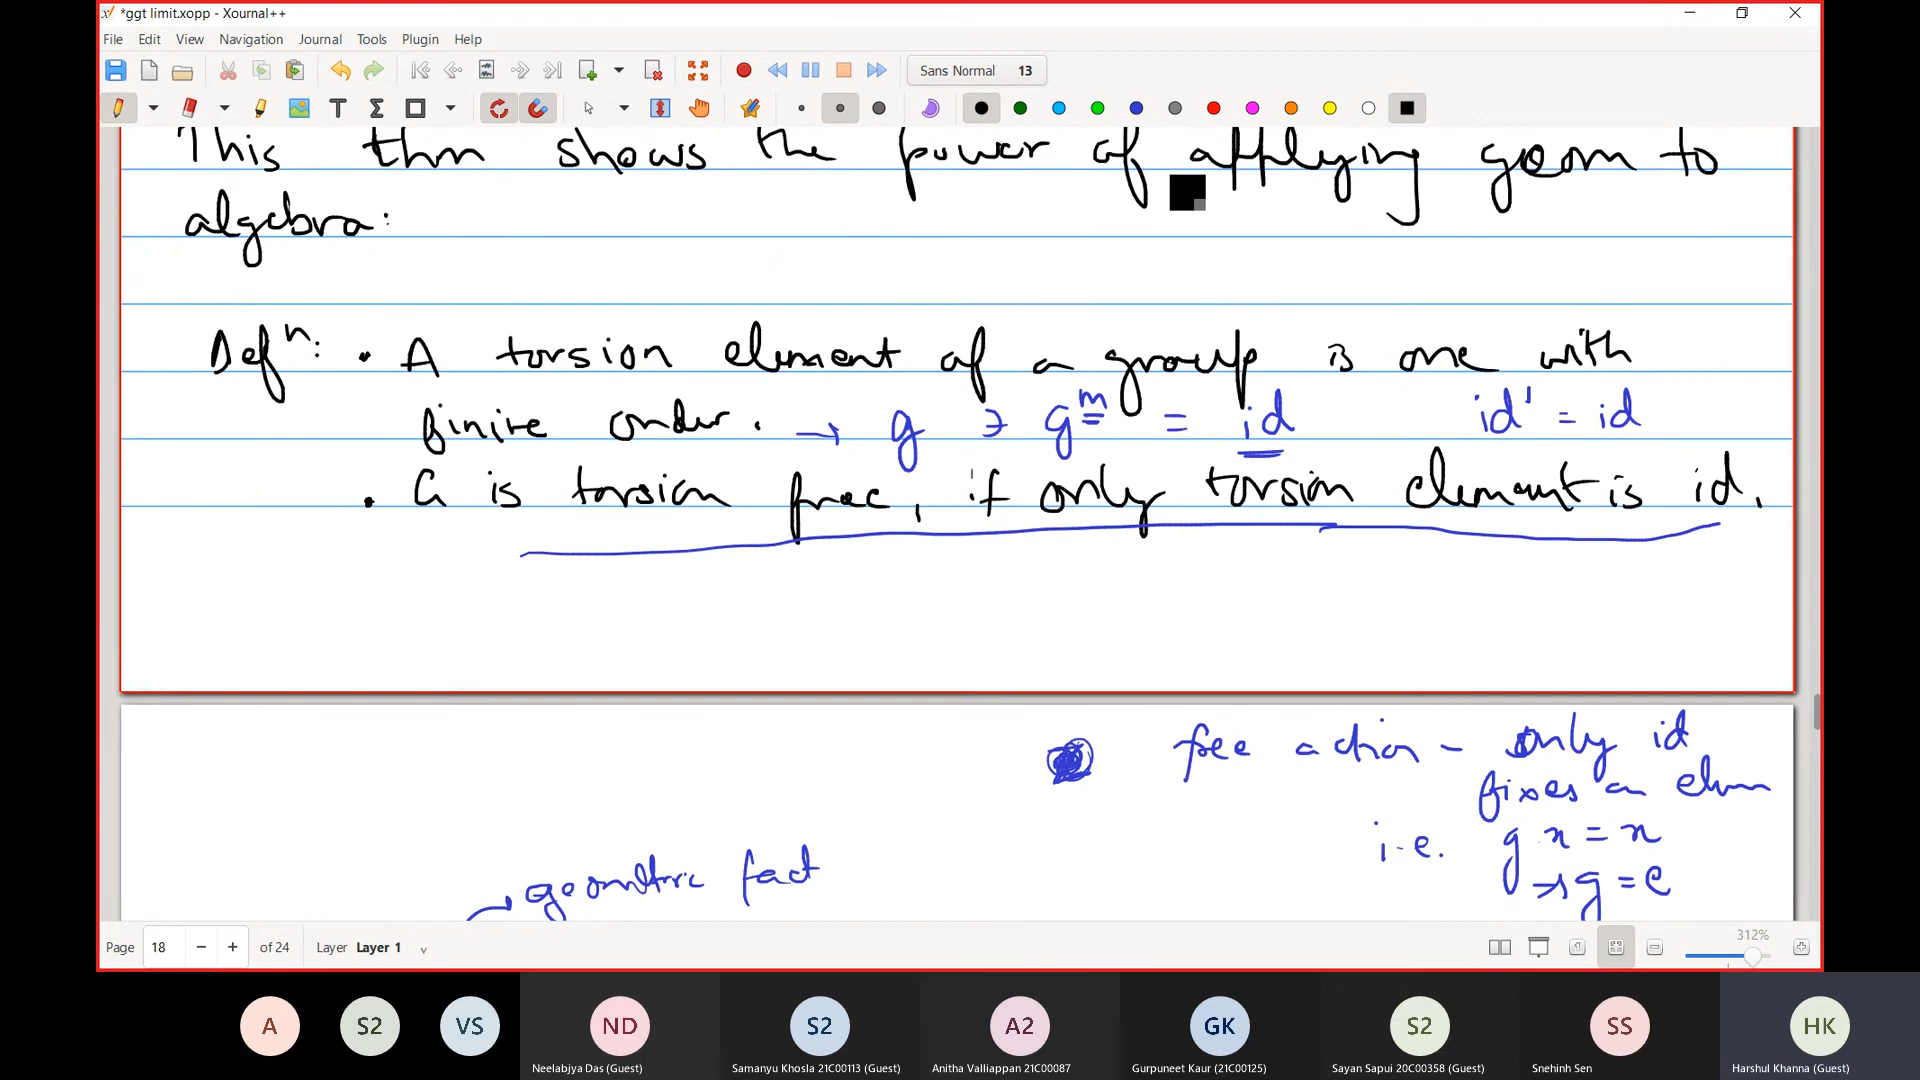 *ggt limit.xopp - Xournal++
File Edit View Navigation Journal Tools Plugin Help
Sans Normal 13
This thm shows the power of applying geom to
algebra:
Defn: • A torsion element of a group is one with
finite order. → g ∋ g^m = id id' = id
• G is torsion free, if only torsion element is id.
free action - only id
fixes an elem
i.e. g x = x
→ g = e
→ geometric fact
Page 18 − + of 24 Layer Layer 1 312%
A S2 VS ND S2 A2 GK S2 SS HK
Neelabjya Das (Guest) Samanyu Khosla 21C00113 (Guest) Anitha Valliappan 21C00087 Gurpuneet Kaur (21C00125) Sayan Sapui 20C00358 (Guest) Snehinh Sen Harshul Khanna (Guest)